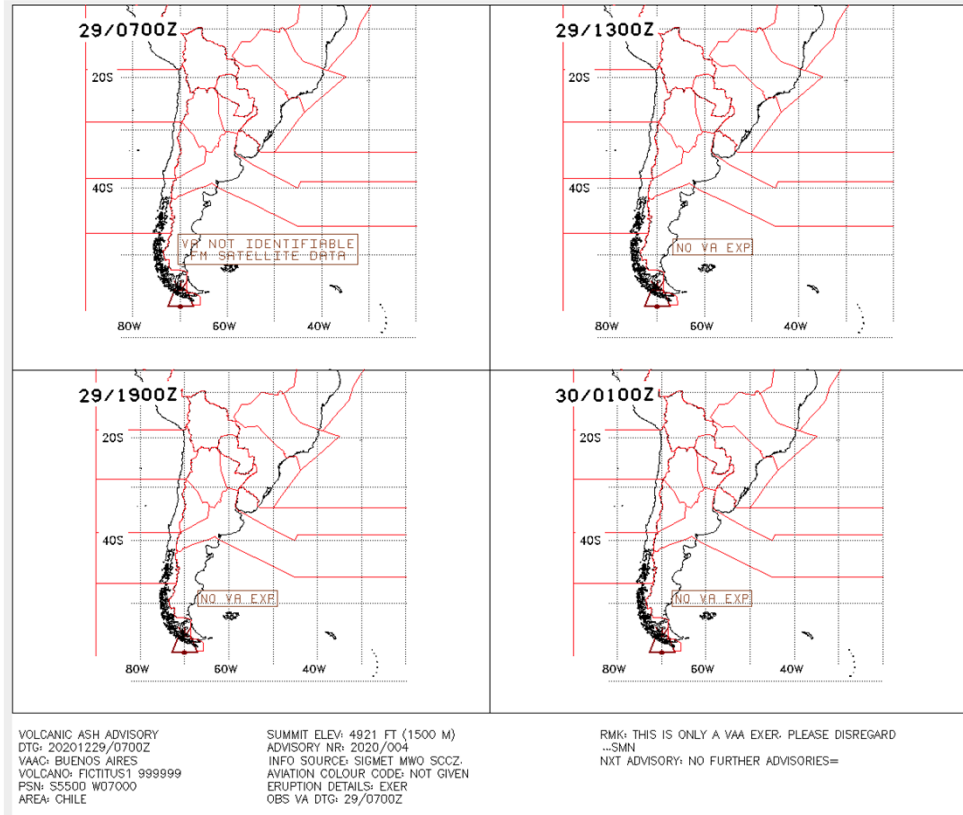 29/0700Z
20S
40S
VA NOT IDENTIFIABLE
FM SATELLITE DATA
80W 60W 40W
29/1300Z
20S
40S
NO VA EXP
80W 60W 40W
29/1900Z
20S
40S
NO VA EXP
80W 60W 40W
30/0100Z
20S
40S
NO VA EXP
80W 60W 40W
VOLCANIC ASH ADVISORY
DTG: 20201229/0700Z
VAAC: BUENOS AIRES
VOLCANO: FICTITUS1 999999
PSN: S5500 W07000
AREA: CHILE
SUMMIT ELEV: 4921 FT (1500 M)
ADVISORY NR: 2020/004
INFO SOURCE: SIGMET MWO SCCZ.
AVIATION COLOUR CODE: NOT GIVEN
ERUPTION DETAILS: EXER
OBS VA DTG: 29/0700Z
RMK: THIS IS ONLY A VAA EXER. PLEASE DISREGARD
...SMN
NXT ADVISORY: NO FURTHER ADVISORIES=